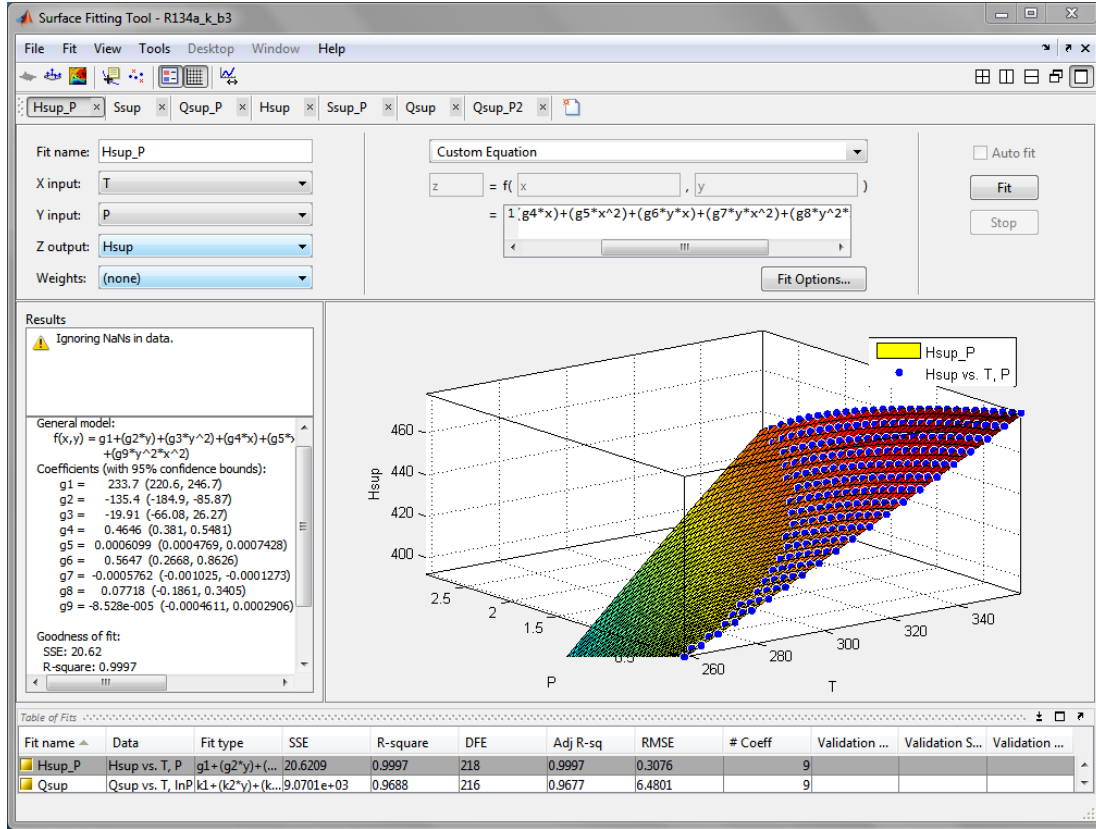 Surface Fitting Tool - R134a_k_b3
File Fit View Tools Desktop Window Help
Hsup_P Ssup Qsup_P Hsup Ssup_P Qsup Qsup_P2
Fit name: Hsup_P
X input: T
Y input: P
Z output: Hsup
Weights: (none)
Custom Equation
z = f( x , y )
= 1 g4*x)+(g5*x^2)+(g6*y*x)+(g7*y*x^2)+(g8*y^2*
Fit Options...
Auto fit
Fit
Stop
Results
Ignoring NaNs in data.
General model:
f(x,y) = g1+(g2*y)+(g3*y^2)+(g4*x)+(g5*x
+(g9*y^2*x^2)
Coefficients (with 95% confidence bounds):
g1 = 233.7 (220.6, 246.7)
g2 = -135.4 (-184.9, -85.87)
g3 = -19.91 (-66.08, 26.27)
g4 = 0.4646 (0.381, 0.5481)
g5 = 0.0006099 (0.0004769, 0.0007428)
g6 = 0.5647 (0.2668, 0.8626)
g7 = -0.0005762 (-0.001025, -0.0001273)
g8 = 0.07718 (-0.1861, 0.3405)
g9 = -8.528e-005 (-0.0004611, 0.0002906)
Goodness of fit:
SSE: 20.62
R-square: 0.9997
Hsup_P
Hsup vs. T, P
460
440
420
400
Hsup
2.5
2
1.5
0.5
P
260
280
300
320
340
T
Table of Fits
Fit name Data Fit type SSE R-square DFE Adj R-sq RMSE # Coeff Validation ... Validation S... Validation ...
Hsup_P Hsup vs. T, P g1+(g2*y)+(... 20.6209 0.9997 218 0.9997 0.3076 9
Qsup Qsup vs. T, lnP k1+(k2*y)+(k... 9.0701e+03 0.9688 216 0.9677 6.4801 9